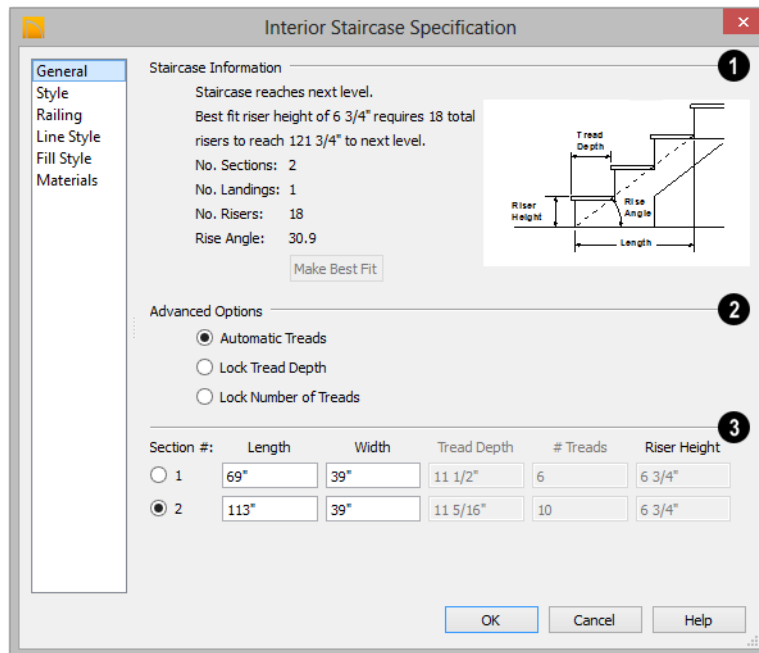 Interior Staircase Specification
General
Style
Railing
Line Style
Fill Style
Materials
Staircase Information
1
Staircase reaches next level.
Best fit riser height of 6 3/4" requires 18 total
risers to reach 121 3/4" to next level.
No. Sections: 2
No. Landings: 1
No. Risers: 18
Rise Angle: 30.9
Make Best Fit
Tread
Depth
Riser
Height
Rise
Angle
Length
Advanced Options
2
Automatic Treads
Lock Tread Depth
Lock Number of Treads
3
Section #: Length Width Tread Depth # Treads Riser Height
1 69" 39" 11 1/2" 6 6 3/4"
2 113" 39" 11 5/16" 10 6 3/4"
OK Cancel Help